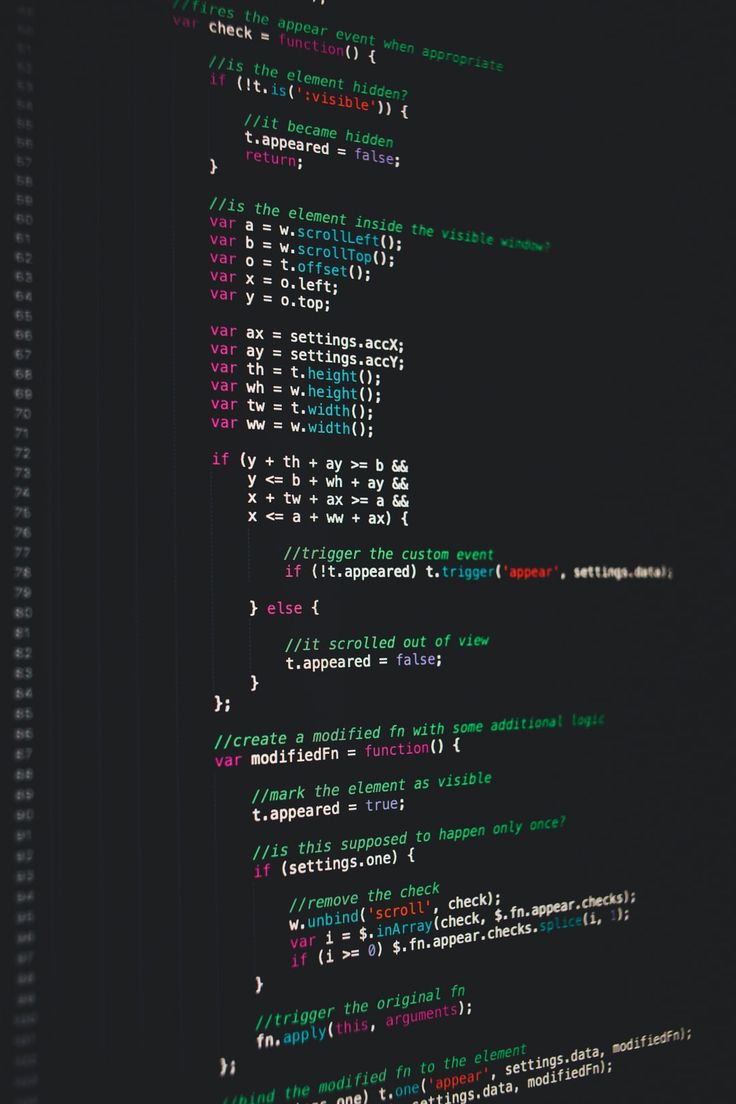 //fires the appear event when appropriate
var check = function() {
//is the element hidden?
if (!t.is(':visible')) {
//it became hidden
t.appeared = false;
return;
}
//is the element inside the visible window?
var a = w.scrollLeft();
var b = w.scrollTop();
var o = t.offset();
var x = o.left;
var y = o.top;
var ax = settings.accX;
var ay = settings.accY;
var th = t.height();
var wh = w.height();
var tw = t.width();
var ww = w.width();
if (y + th + ay >= b &&
y <= b + wh + ay &&
x + tw + ax >= a &&
x <= a + ww + ax) {
//trigger the custom event
if (!t.appeared) t.trigger('appear', settings.data);
} else {
//it scrolled out of view
t.appeared = false;
}
};
//create a modified fn with some additional logic
var modifiedFn = function() {
//mark the element as visible
t.appeared = true;
//is this supposed to happen only once?
if (settings.one) {
//remove the check
w.unbind('scroll', check);
var i = $.inArray(check, $.fn.appear.checks);
if (i >= 0) $.fn.appear.checks.splice(i, 1);
}
//trigger the original fn
fn.apply(this, arguments);
};
//bind the modified fn to the element
one) t.one('appear', settings.data, modifiedFn);
settings.data, modifiedFn);